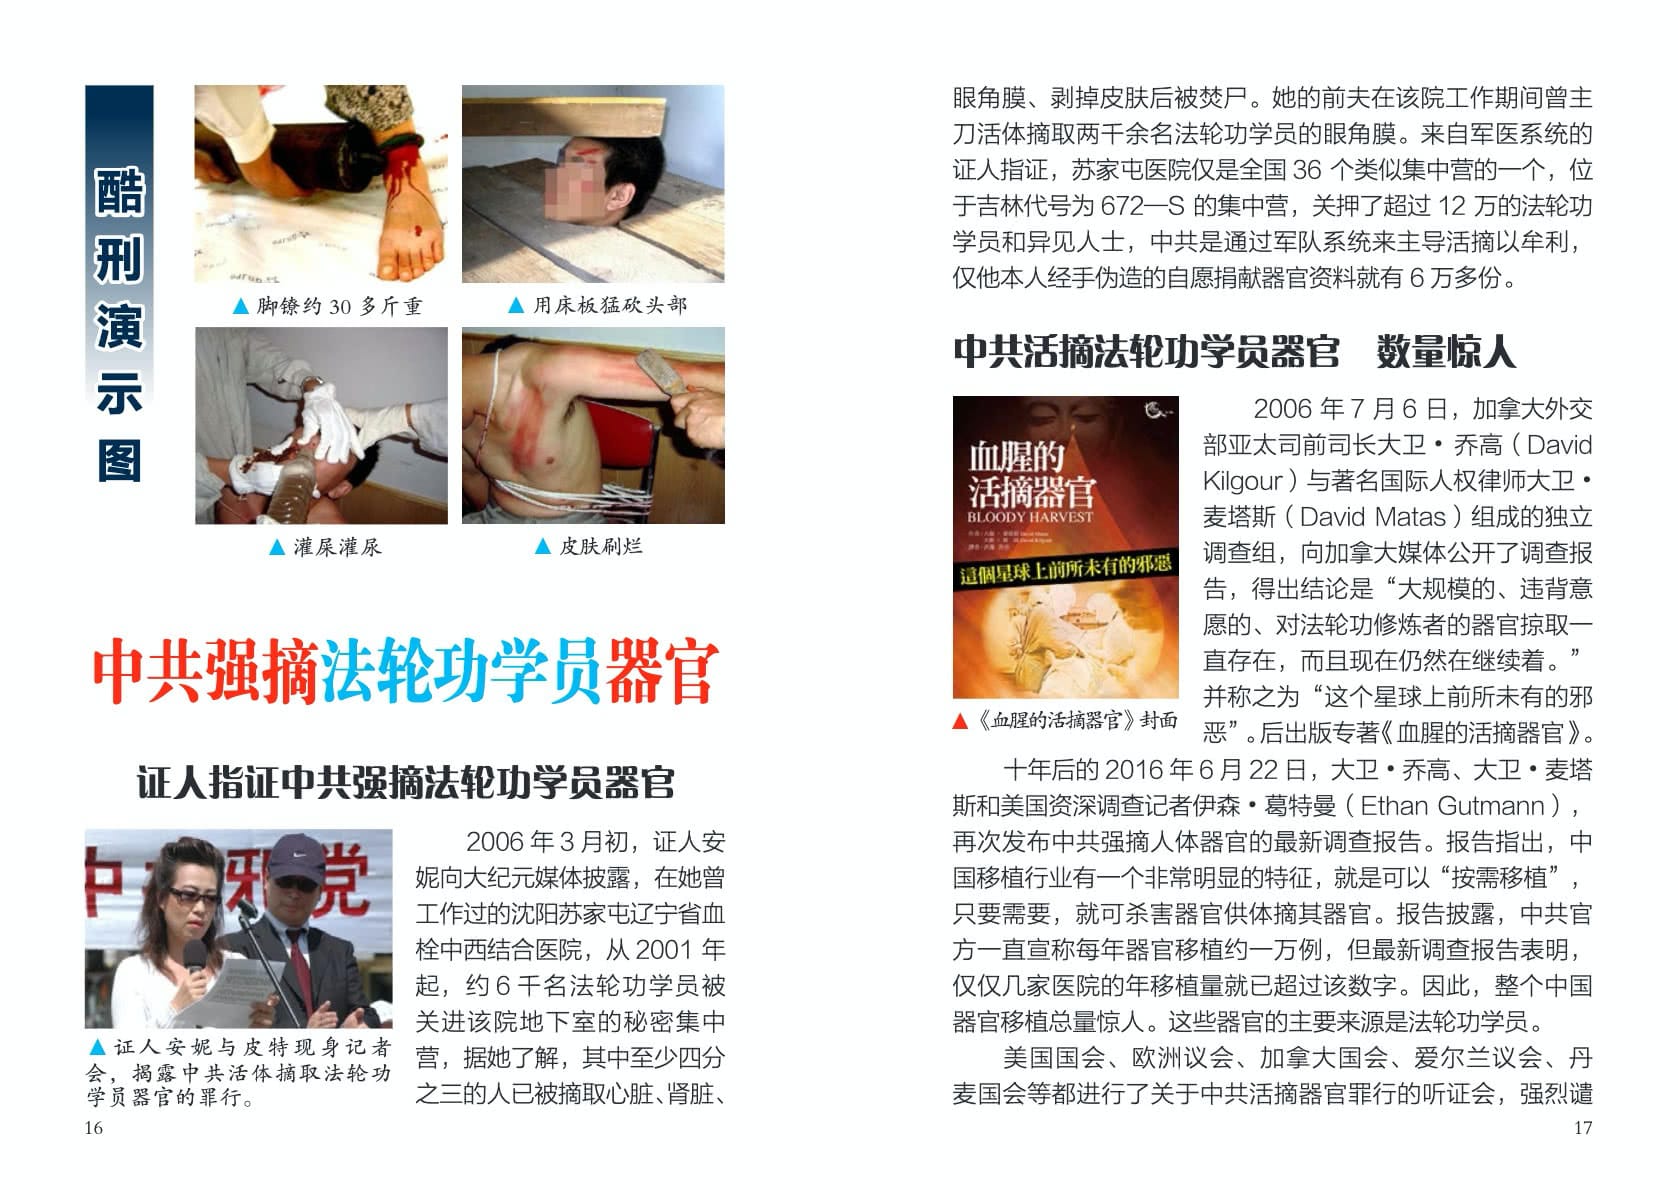 酷刑演示图
▲ 脚镣约 30 多斤重
▲ 用床板猛砍头部
▲ 灌尿灌尿
▲ 皮肤刷烂
中共强摘法轮功学员器官
证人指证中共强摘法轮功学员器官
中共邪党
2006 年 3 月初，证人安
妮向大纪元媒体披露，在她曾
工作过的沈阳苏家屯辽宁省血
栓中西结合医院，从 2001 年
起，约 6 千名法轮功学员被
关进该院地下室的秘密集中
营，据她了解，其中至少四分
之三的人已被摘取心脏、肾脏、
▲ 证人安妮与皮特现身记者
会，揭露中共活体摘取法轮功
学员器官的罪行。
16
眼角膜、剥掉皮肤后被焚尸。她的前夫在该院工作期间曾主
刀活体摘取两千余名法轮功学员的眼角膜。来自军医系统的
证人指证，苏家屯医院仅是全国 36 个类似集中营的一个，位
于吉林代号为 672—S 的集中营，关押了超过 12 万的法轮功
学员和异见人士，中共是通过军队系统来主导活摘以牟利，
仅他本人经手伪造的自愿捐献器官资料就有 6 万多份。
中共活摘法轮功学员器官　数量惊人
血腥的
活摘器官
BLOODY HARVEST
這個星球上前所未有的邪惡
▲《血腥的活摘器官》封面
2006 年 7 月 6 日，加拿大外交
部亚太司前司长大卫・乔高（David
Kilgour）与著名国际人权律师大卫・
麦塔斯（David Matas）组成的独立
调查组，向加拿大媒体公开了调查报
告，得出结论是“大规模的、违背意
愿的、对法轮功修炼者的器官掠取一
直存在，而且现在仍然在继续着。”
并称之为“这个星球上前所未有的邪
恶”。后出版专著《血腥的活摘器官》。
十年后的 2016 年 6 月 22 日，大卫・乔高、大卫・麦塔
斯和美国资深调查记者伊森・葛特曼（Ethan Gutmann），
再次发布中共强摘人体器官的最新调查报告。报告指出，中
国移植行业有一个非常明显的特征，就是可以“按需移植”，
只要需要，就可杀害器官供体摘其器官。报告披露，中共官
方一直宣称每年器官移植约一万例，但最新调查报告表明，
仅仅几家医院的年移植量就已超过该数字。因此，整个中国
器官移植总量惊人。这些器官的主要来源是法轮功学员。
美国国会、欧洲议会、加拿大国会、爱尔兰议会、丹
麦国会等都进行了关于中共活摘器官罪行的听证会，强烈谴
17